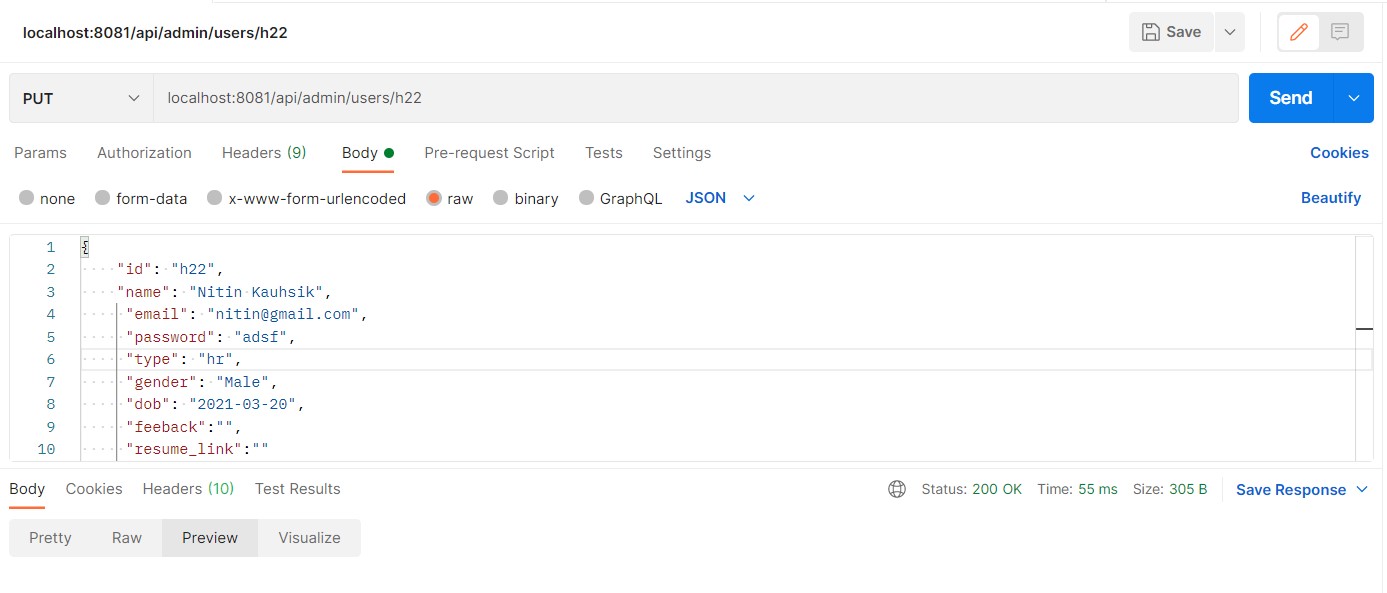 localhost:8081/api/admin/users/h22
Save
PUT localhost:8081/api/admin/users/h22 Send
Params Authorization Headers (9) Body Pre-request Script Tests Settings Cookies
none form-data x-www-form-urlencoded raw binary GraphQL JSON Beautify
1 {
2 "id": "h22",
3 "name": "Nitin Kauhsik",
4 "email": "nitin@gmail.com",
5 "password": "adsf",
6 "type": "hr",
7 "gender": "Male",
8 "dob": "2021-03-20",
9 "feeback":"",
10 "resume_link":""
Body Cookies Headers (10) Test Results Status: 200 OK Time: 55 ms Size: 305 B Save Response
Pretty Raw Preview Visualize